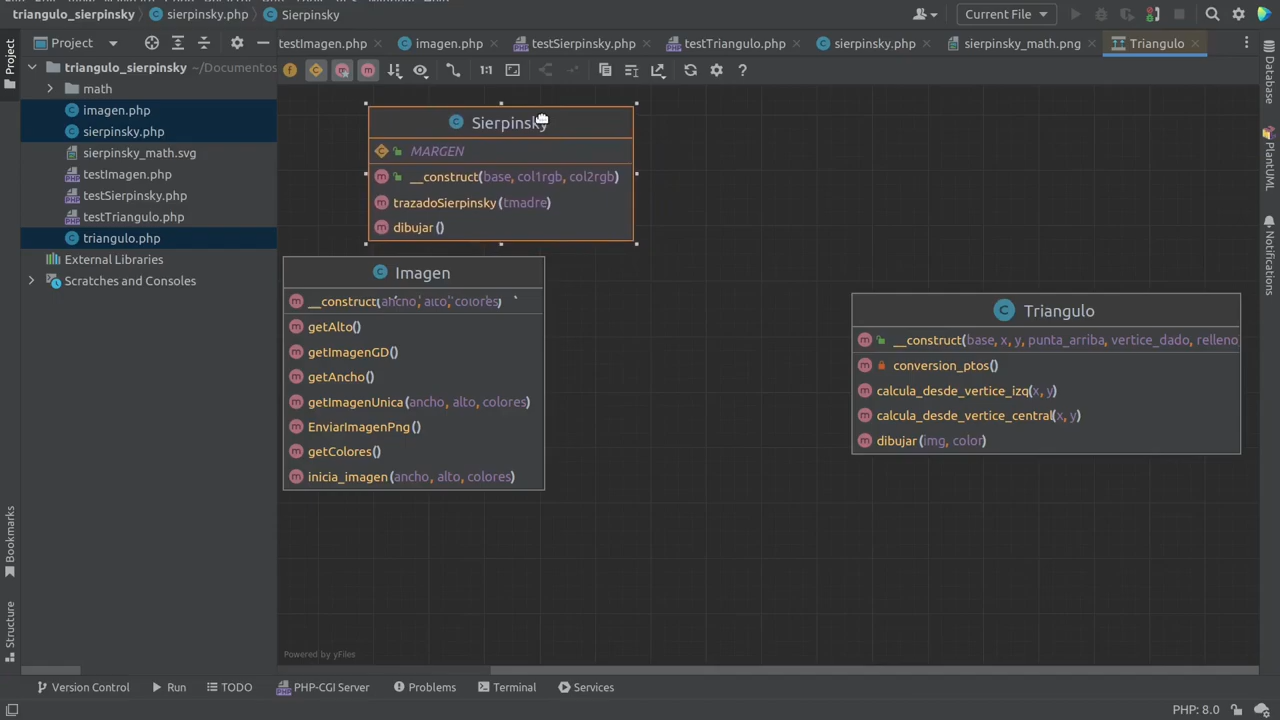 triangulo_sierpinsky sierpinsky.php Sierpinsky Current File
Project testImagen.php imagen.php testSierpinsky.php testTriangulo.php sierpinsky.php sierpinsky_math.png Triangulo
Project
triangulo_sierpinsky ~/Documentos
math
imagen.php
sierpinsky.php
sierpinsky_math.svg
testImagen.php
testSierpinsky.php
testTriangulo.php
triangulo.php
External Libraries
Scratches and Consoles
1:1 ?
Sierpinsky
MARGEN
__construct(base, col1rgb, col2rgb)
trazadoSierpinsky(tmadre)
dibujar()
Imagen
__construct(ancho, alto, colores)
getAlto()
getImagenGD()
getAncho()
getImagenUnica(ancho, alto, colores)
EnviarImagenPng()
getColores()
inicia_imagen(ancho, alto, colores)
Triangulo
__construct(base, x, y, punta_arriba, vertice_dado, relleno
conversion_ptos()
calcula_desde_vertice_izq(x, y)
calcula_desde_vertice_central(x, y)
dibujar(img, color)
Powered by yFiles
Database
PlantUML
Notifications
Bookmarks
Structure
Version Control Run TODO PHP-CGI Server Problems Terminal Services
PHP: 8.0